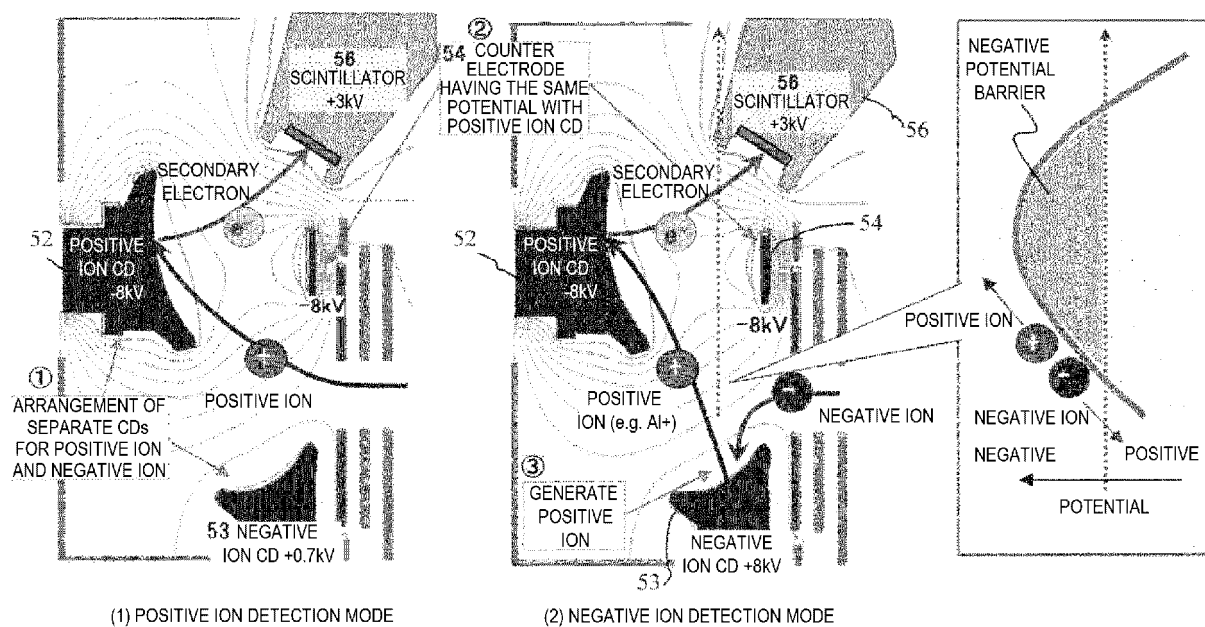 ①
ARRANGEMENT OF
SEPARATE CDs
FOR POSITIVE ION
AND NEGATIVE ION
52
POSITIVE
ION CD
-8kV
56
SCINTILLATOR
+3kV
SECONDARY
ELECTRON
e-
-8kV
+
POSITIVE ION
53 NEGATIVE
ION CD +0.7kV
(1) POSITIVE ION DETECTION MODE
②
54 COUNTER
ELECTRODE
HAVING THE SAME
POTENTIAL WITH
POSITIVE ION CD
56
SCINTILLATOR
+3kV
56
SECONDARY
ELECTRON
e-
54
52
POSITIVE
ION CD
-8kV
-8kV
+
POSITIVE
ION (e.g. Al+)
-
NEGATIVE ION
③
GENERATE
POSITIVE
ION
NEGATIVE
ION CD +8kV
53
(2) NEGATIVE ION DETECTION MODE
NEGATIVE
POTENTIAL
BARRIER
POSITIVE ION
+
-
NEGATIVE ION
NEGATIVE
POSITIVE
POTENTIAL